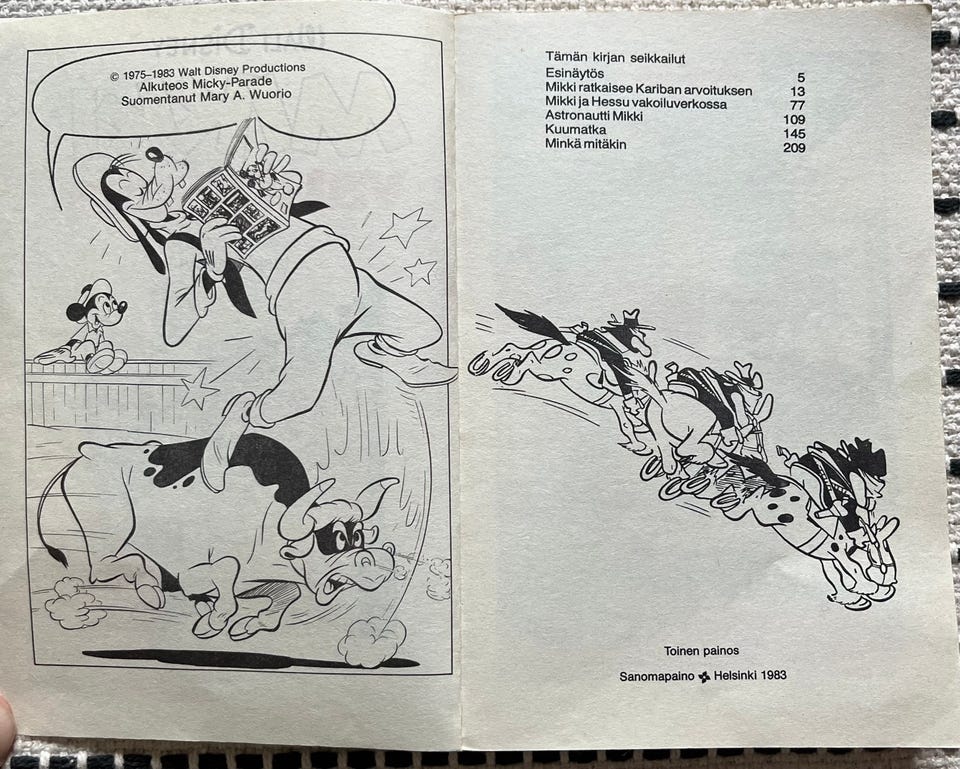 © 1975–1983 Walt Disney Productions
Alkuteos Micky-Parade
Suomentanut Mary A. Wuorio
Tämän kirjan seikkailut
Esinäytös 5
Mikki ratkaisee Kariban arvoituksen 13
Mikki ja Hessu vakoiluverkossa 77
Astronautti Mikki 109
Kuumatka 145
Minkä mitäkin 209
Toinen painos
Sanomapaino Helsinki 1983